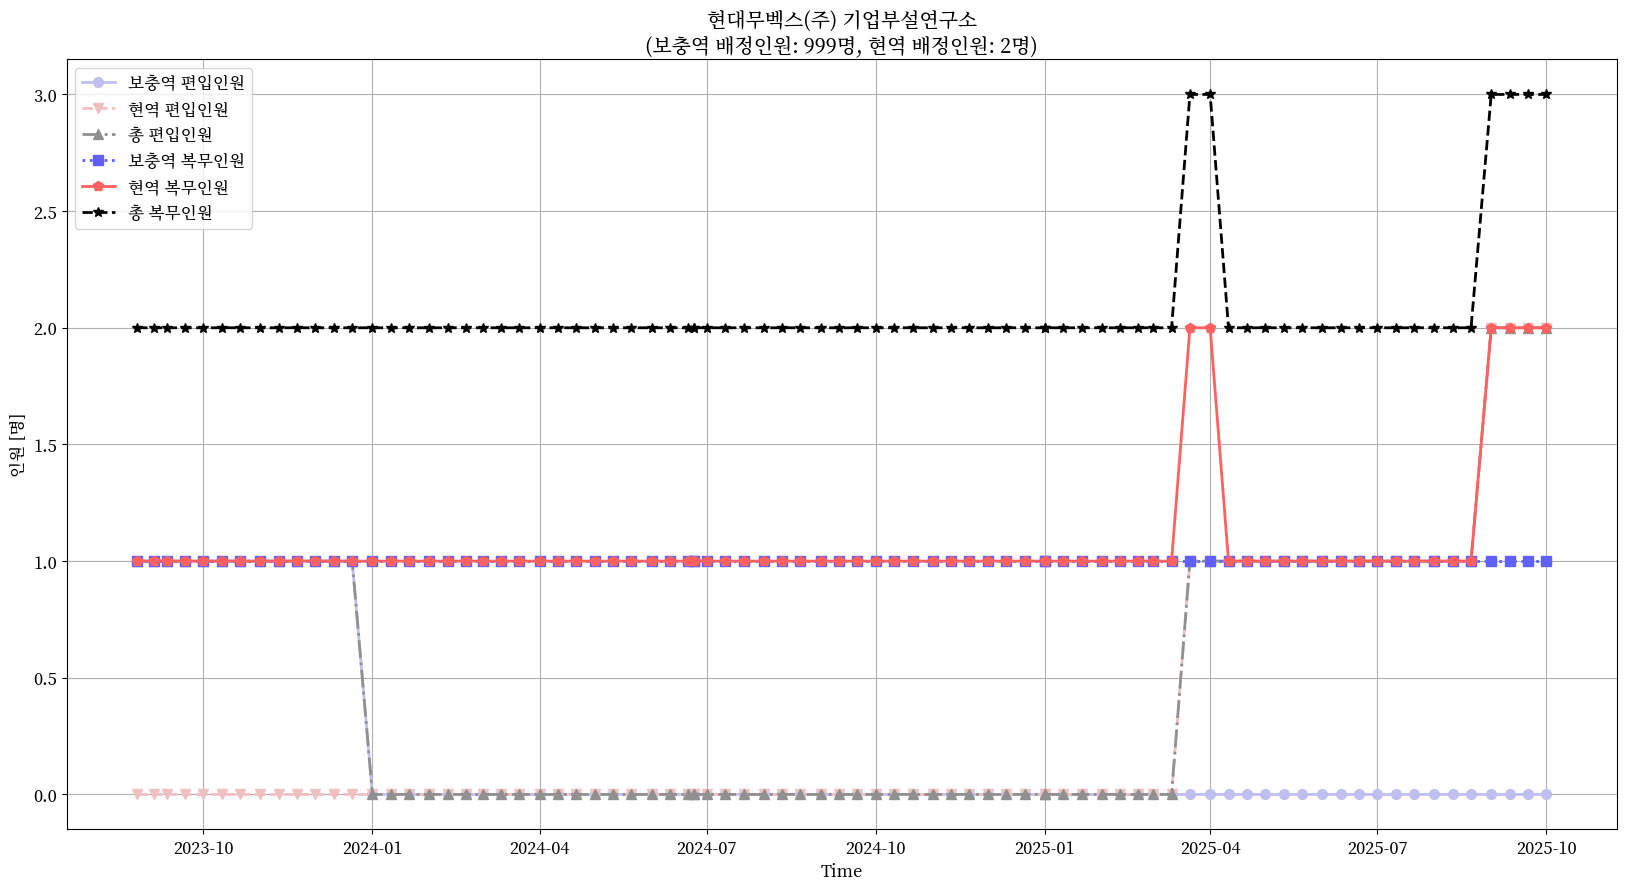 현대무벡스(주) 기업부설연구소
(보충역 배정인원: 999명, 현역 배정인원: 2명)
보충역 편입인원
현역 편입인원
총 편입인원
보충역 복무인원
현역 복무인원
총 복무인원
인원 [명]
3.0
2.5
2.0
1.5
1.0
0.5
0.0
2023-10
2024-01
2024-04
2024-07
2024-10
2025-01
2025-04
2025-07
2025-10
Time